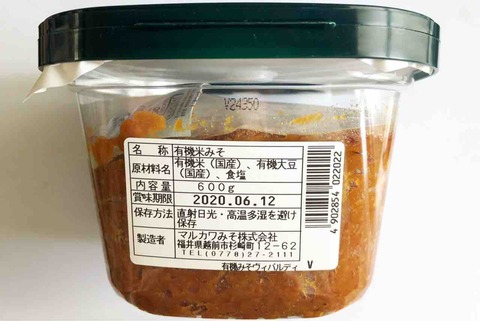 V24350
名称 有機米みそ
原材料名 有機米(国産)、有機大豆
(国産)、食塩
内容量 600g
賞味期限 2020.06.12
保存方法 直射日光・高温多湿を避け
保存
製造者 マルカワみそ株式会社
福井県越前市杉崎町12-62
TEL(0778)27-2111
有機みそヴィバルディ V
4902854022022